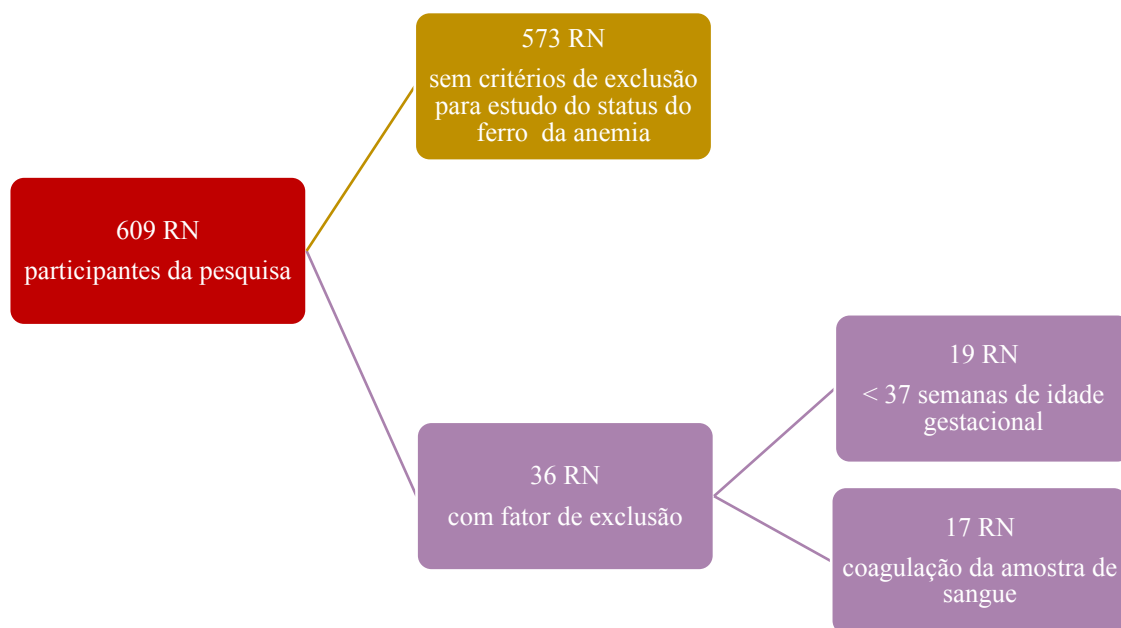 573 RN
sem critérios de exclusão
para estudo do status do
ferro  da anemia
609 RN
participantes da pesquisa
36 RN
com fator de exclusão
19 RN
< 37 semanas de idade
gestacional
17 RN
coagulação da amostra de
sangue